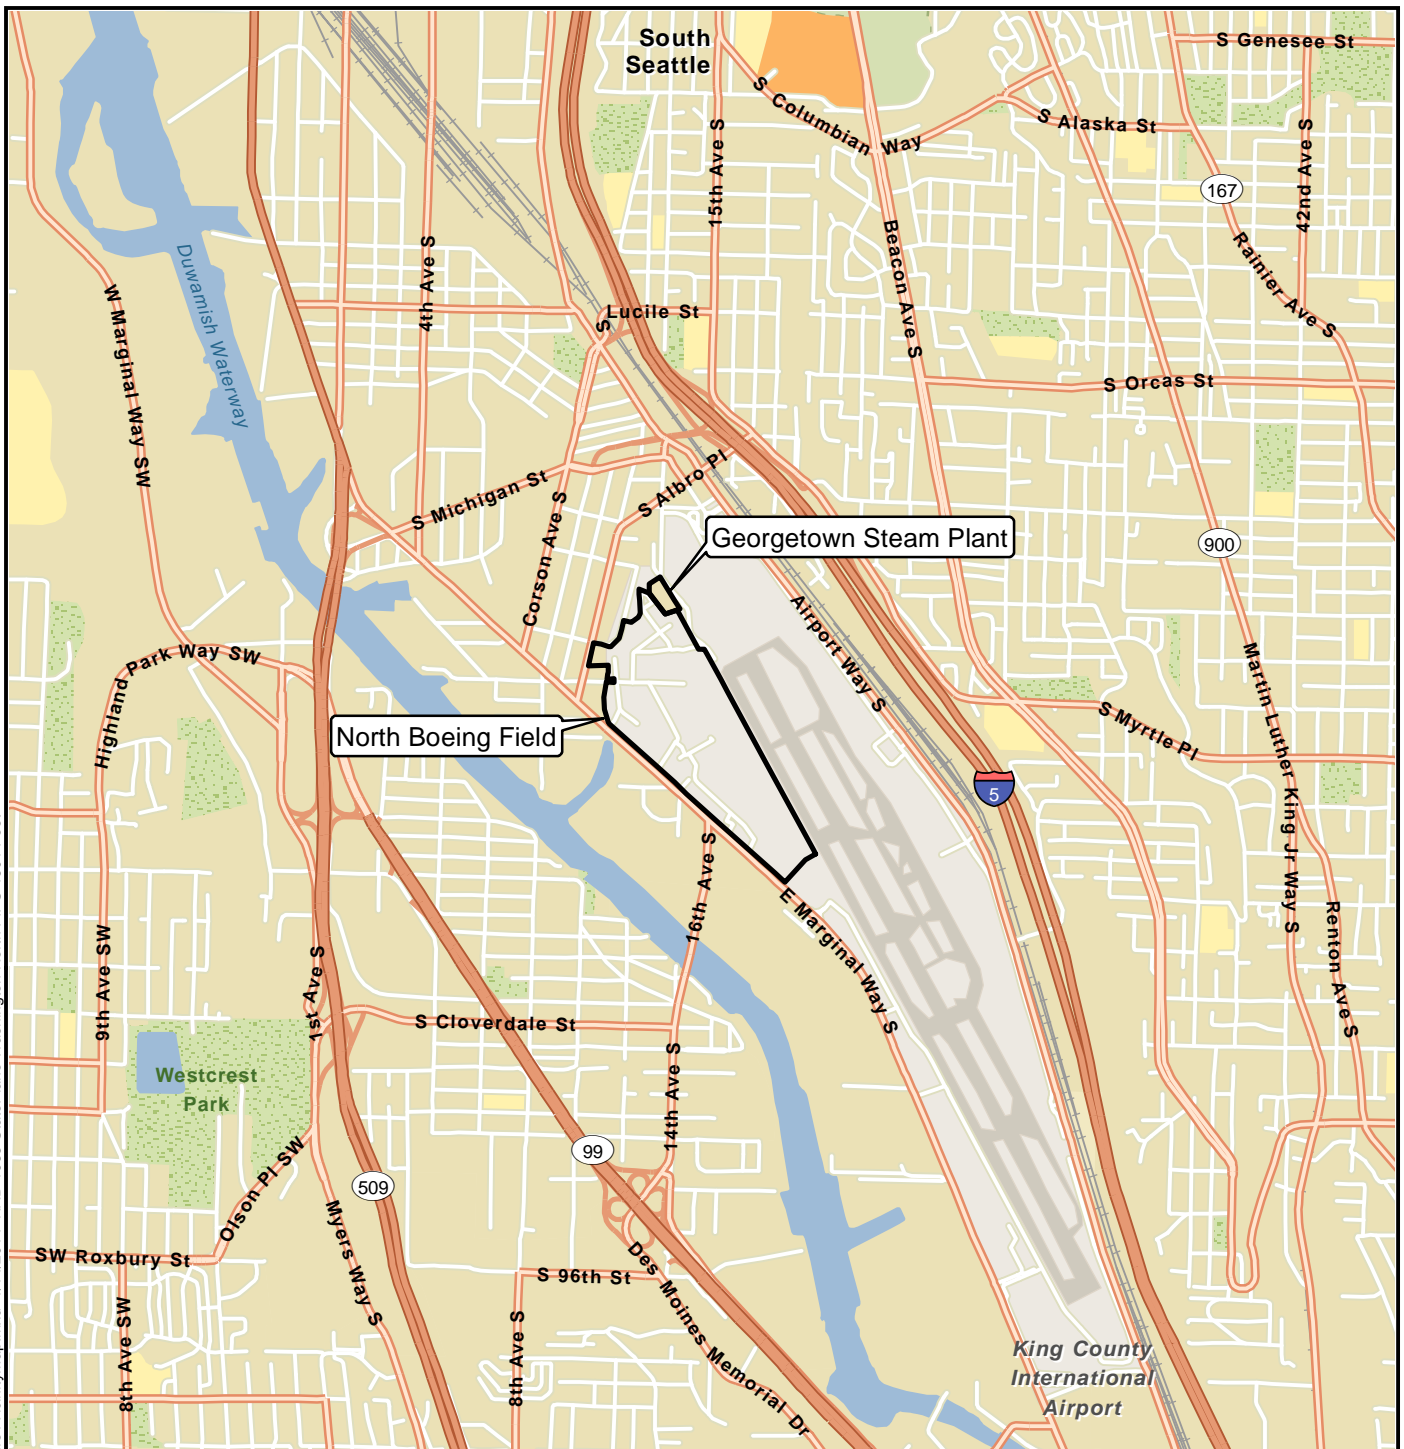 South
Seattle
S Genesee St
S Columbian Way
S Alaska St
15th Ave S
42nd Ave S
167
4th Ave S
Duwamish Waterway
Beacon Ave S
Rainier Ave S
W Marginal Way SW
S Lucile St
S Orcas St
S Michigan St
S Albro Pl
Corson Ave S
Georgetown Steam Plant
900
Airport Way S
Highland Park Way SW
Martin Luther King Jr Way S
North Boeing Field
S Myrtle Pl
5
16th Ave S
E Marginal Way S
9th Ave SW
1st Ave S
Renton Ave S
S Cloverdale St
Westcrest
Park
14th Ave S
99
Olson Pl SW
509
Myers Way S
SW Roxbury St
S 96th St
Des Moines Memorial Dr
8th Ave SW
8th Ave S
King County
International
Airport